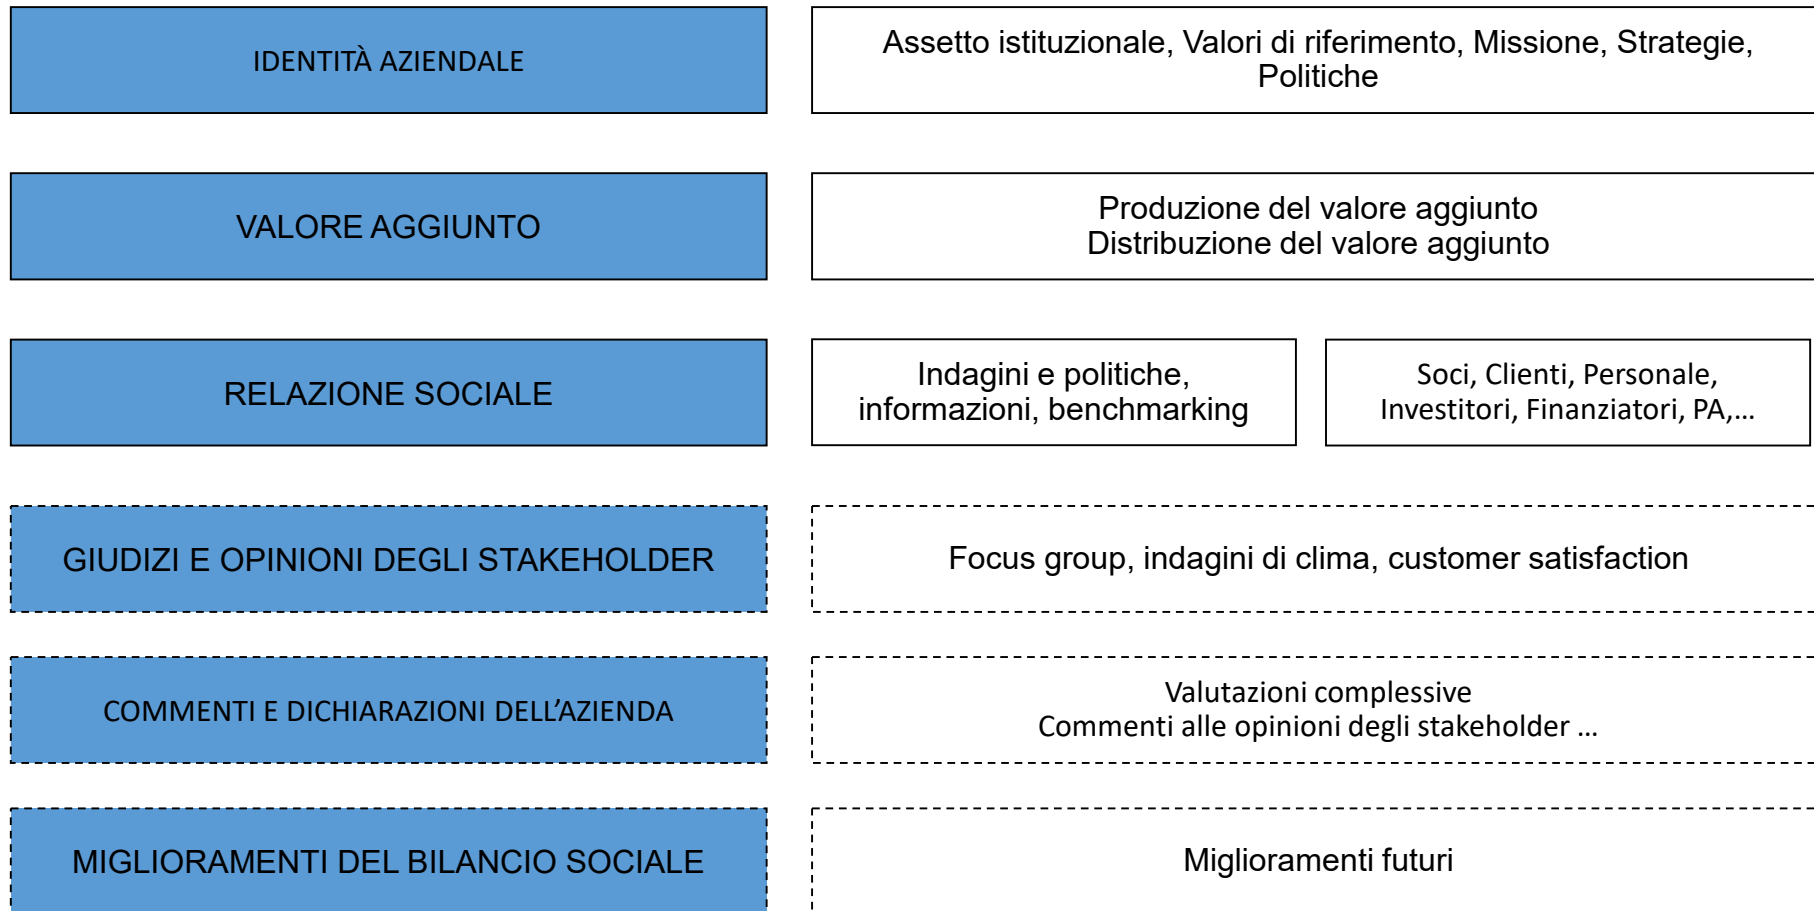 IDENTITÀ AZIENDALE
Assetto istituzionale, Valori di riferimento, Missione, Strategie,
Politiche
VALORE AGGIUNTO
Produzione del valore aggiunto
Distribuzione del valore aggiunto
RELAZIONE SOCIALE
Indagini e politiche,
informazioni, benchmarking
Soci, Clienti, Personale,
Investitori, Finanziatori, PA,...
GIUDIZI E OPINIONI DEGLI STAKEHOLDER
Focus group, indagini di clima, customer satisfaction
COMMENTI E DICHIARAZIONI DELL’AZIENDA
Valutazioni complessive
Commenti alle opinioni degli stakeholder ...
MIGLIORAMENTI DEL BILANCIO SOCIALE
Miglioramenti futuri